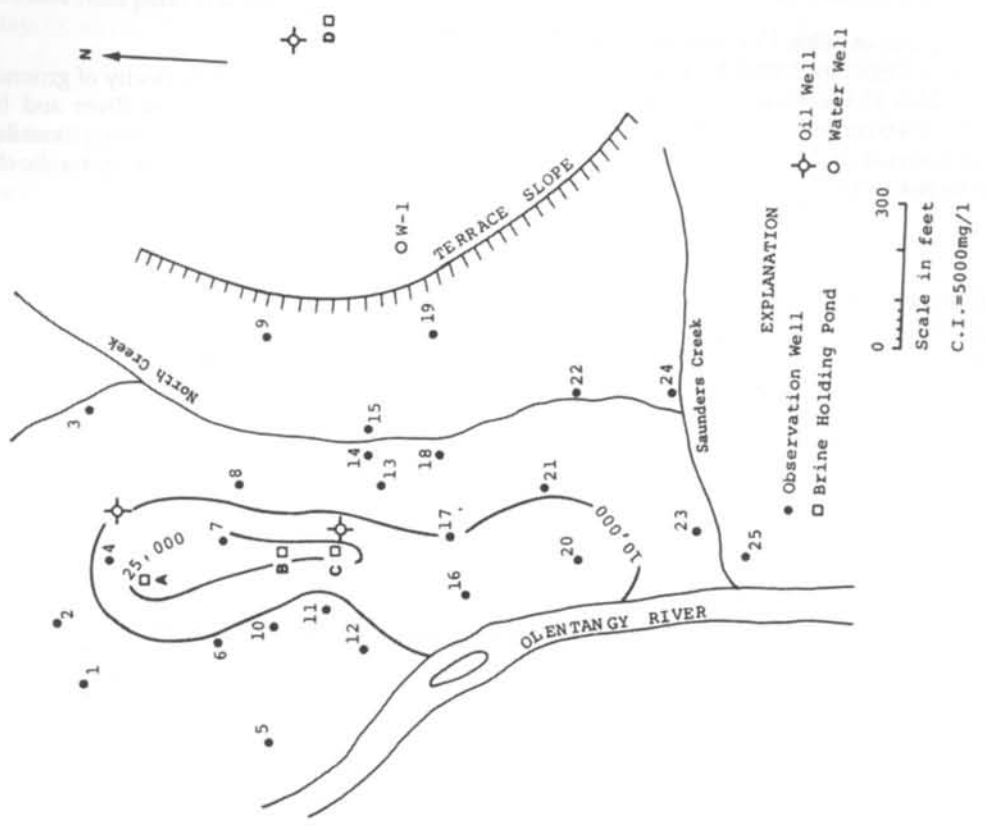 N
D
3
North Creek
9
W-1
TERRACE SLOPE
19
2
4
25,000
A
1
8
7
14
15
13
B
C
18
6
10
11
12
17
16
5
22
24
21
20
10,000
Saunders Creek
23
25
OLENTANGY RIVER
EXPLANATION
Observation Well
Oil Well
Brine Holding Pond
Water Well
0 300
Scale in feet
C.I.=5000mg/l